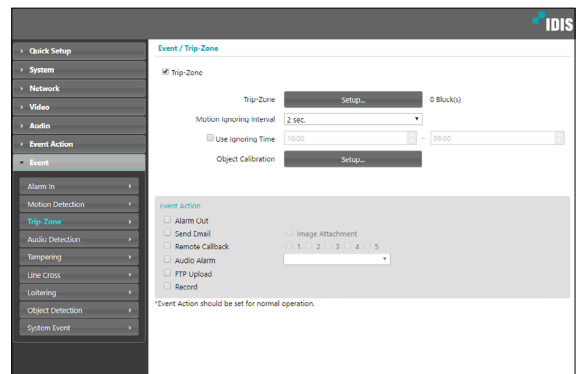 IDIS
Quick Setup
System
Network
Video
Audio
Event Action
Event
Alarm In
Motion Detection
Trip-Zone
Audio Detection
Tampering
Line Cross
Loitering
Object Detection
System Event
Event / Trip-Zone
Trip-Zone
Trip-Zone Setup... 0 Block(s)
Motion Ignoring Interval 2 sec.
Use Ignoring Time 18:00 ~ 09:00
Object Calibration Setup...
Event Action
Alarm Out
Send Email Image Attachment
Remote Callback 1 2 3 4 5
Audio Alarm
FTP Upload
Record
*Event Action should be set for normal operation.